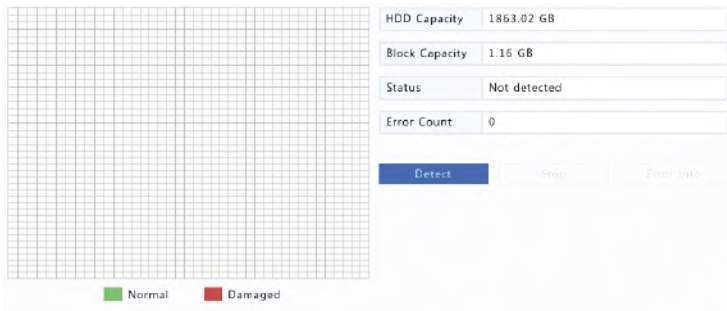 HDD Capacity 1863.02 GB
Block Capacity 1.16 GB
Status Not detected
Error Count 0
Detect Stop Error Info
Normal Damaged